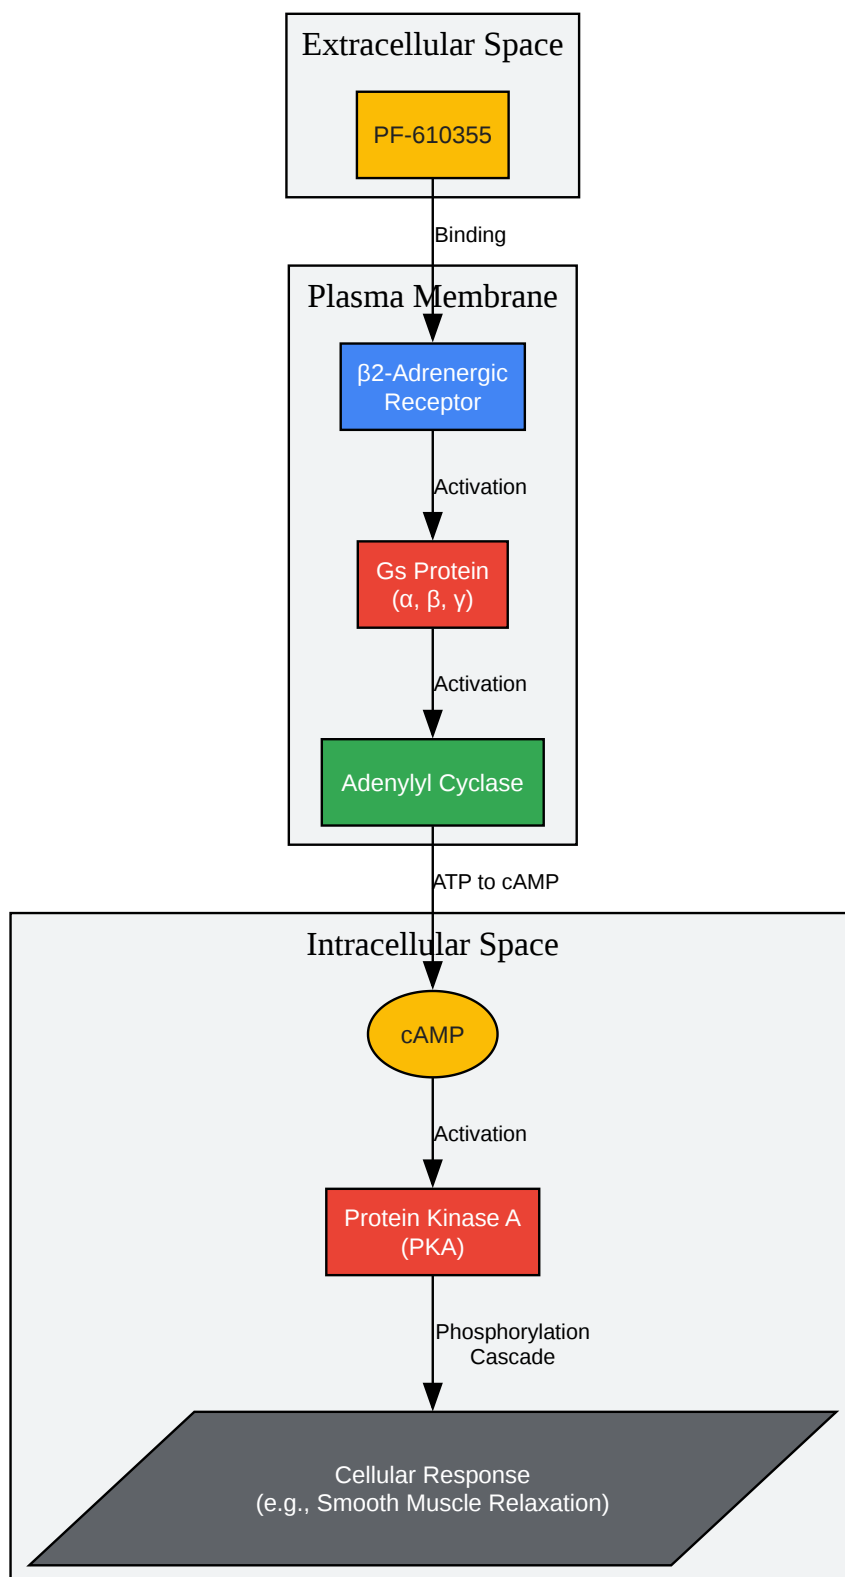 Extracellular Space
PF-610355
Binding
Plasma Membrane
β2-Adrenergic
Receptor
Activation
Gs Protein
(α, β, γ)
Activation
Adenylyl Cyclase
ATP to cAMP
Intracellular Space
cAMP
Activation
Protein Kinase A
(PKA)
Phosphorylation
Cascade
Cellular Response
(e.g., Smooth Muscle Relaxation)